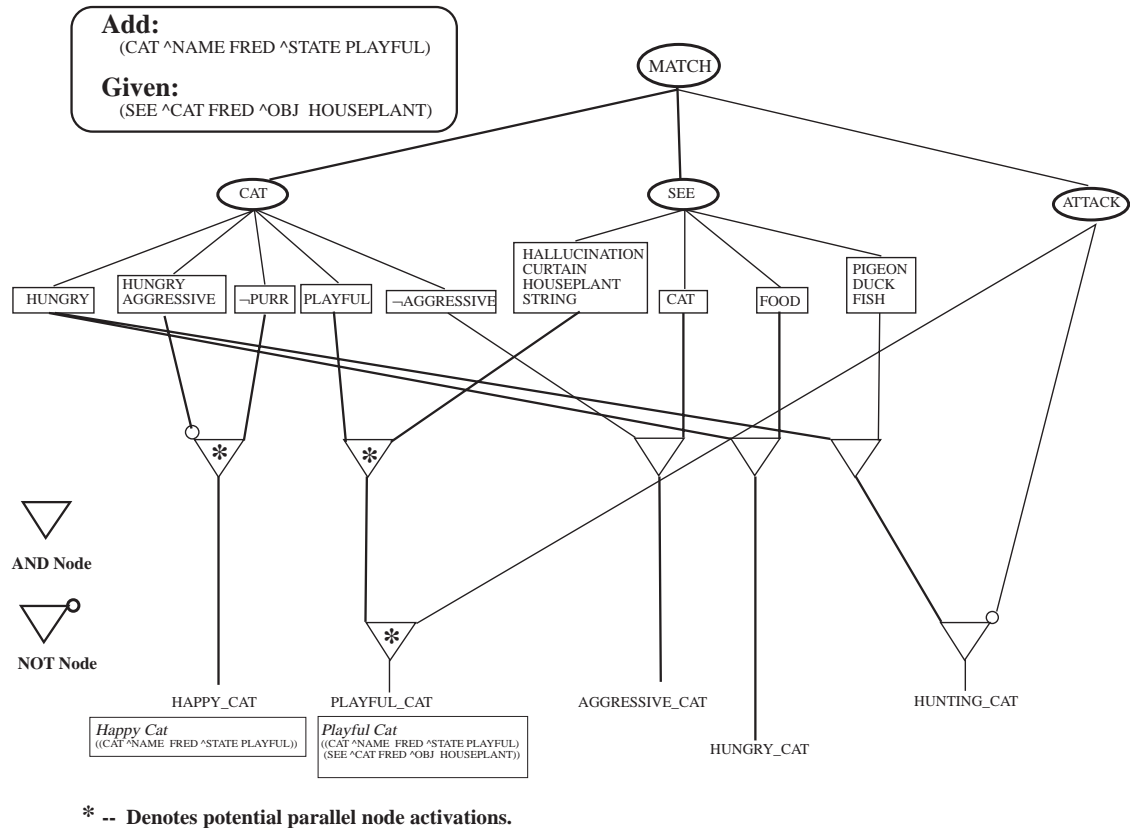 Add:
(CAT ^NAME FRED ^STATE PLAYFUL)
Given:
(SEE ^CAT FRED ^OBJ HOUSEPLANT)
MATCH
CAT
SEE
ATTACK
HUNGRY
HUNGRY
AGGRESSIVE
¬PURR
PLAYFUL
¬AGGRESSIVE
HALLUCINATION
CURTAIN
HOUSEPLANT
STRING
CAT
FOOD
PIGEON
DUCK
FISH
*
*
AND Node
*
NOT Node
HAPPY_CAT
PLAYFUL_CAT
AGGRESSIVE_CAT
HUNTING_CAT
Happy Cat
((CAT ^NAME FRED ^STATE PLAYFUL))
Playful Cat
((CAT ^NAME FRED ^STATE PLAYFUL)
(SEE ^CAT FRED ^OBJ HOUSEPLANT))
HUNGRY_CAT
* -- Denotes potential parallel node activations.